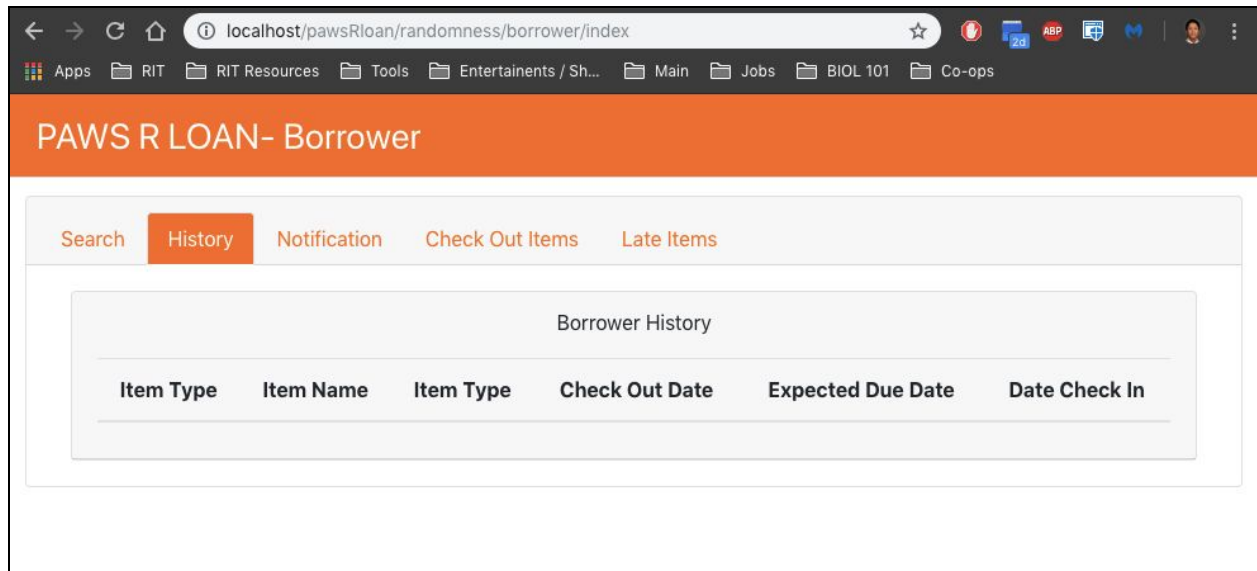 localhost/pawsRloan/randomness/borrower/index
2d
ABP
Apps RIT RIT Resources Tools Entertainents / Sh... Main Jobs BIOL 101 Co-ops
PAWS R LOAN- Borrower
Search History Notification Check Out Items Late Items
Borrower History
Item Type Item Name Item Type Check Out Date Expected Due Date Date Check In